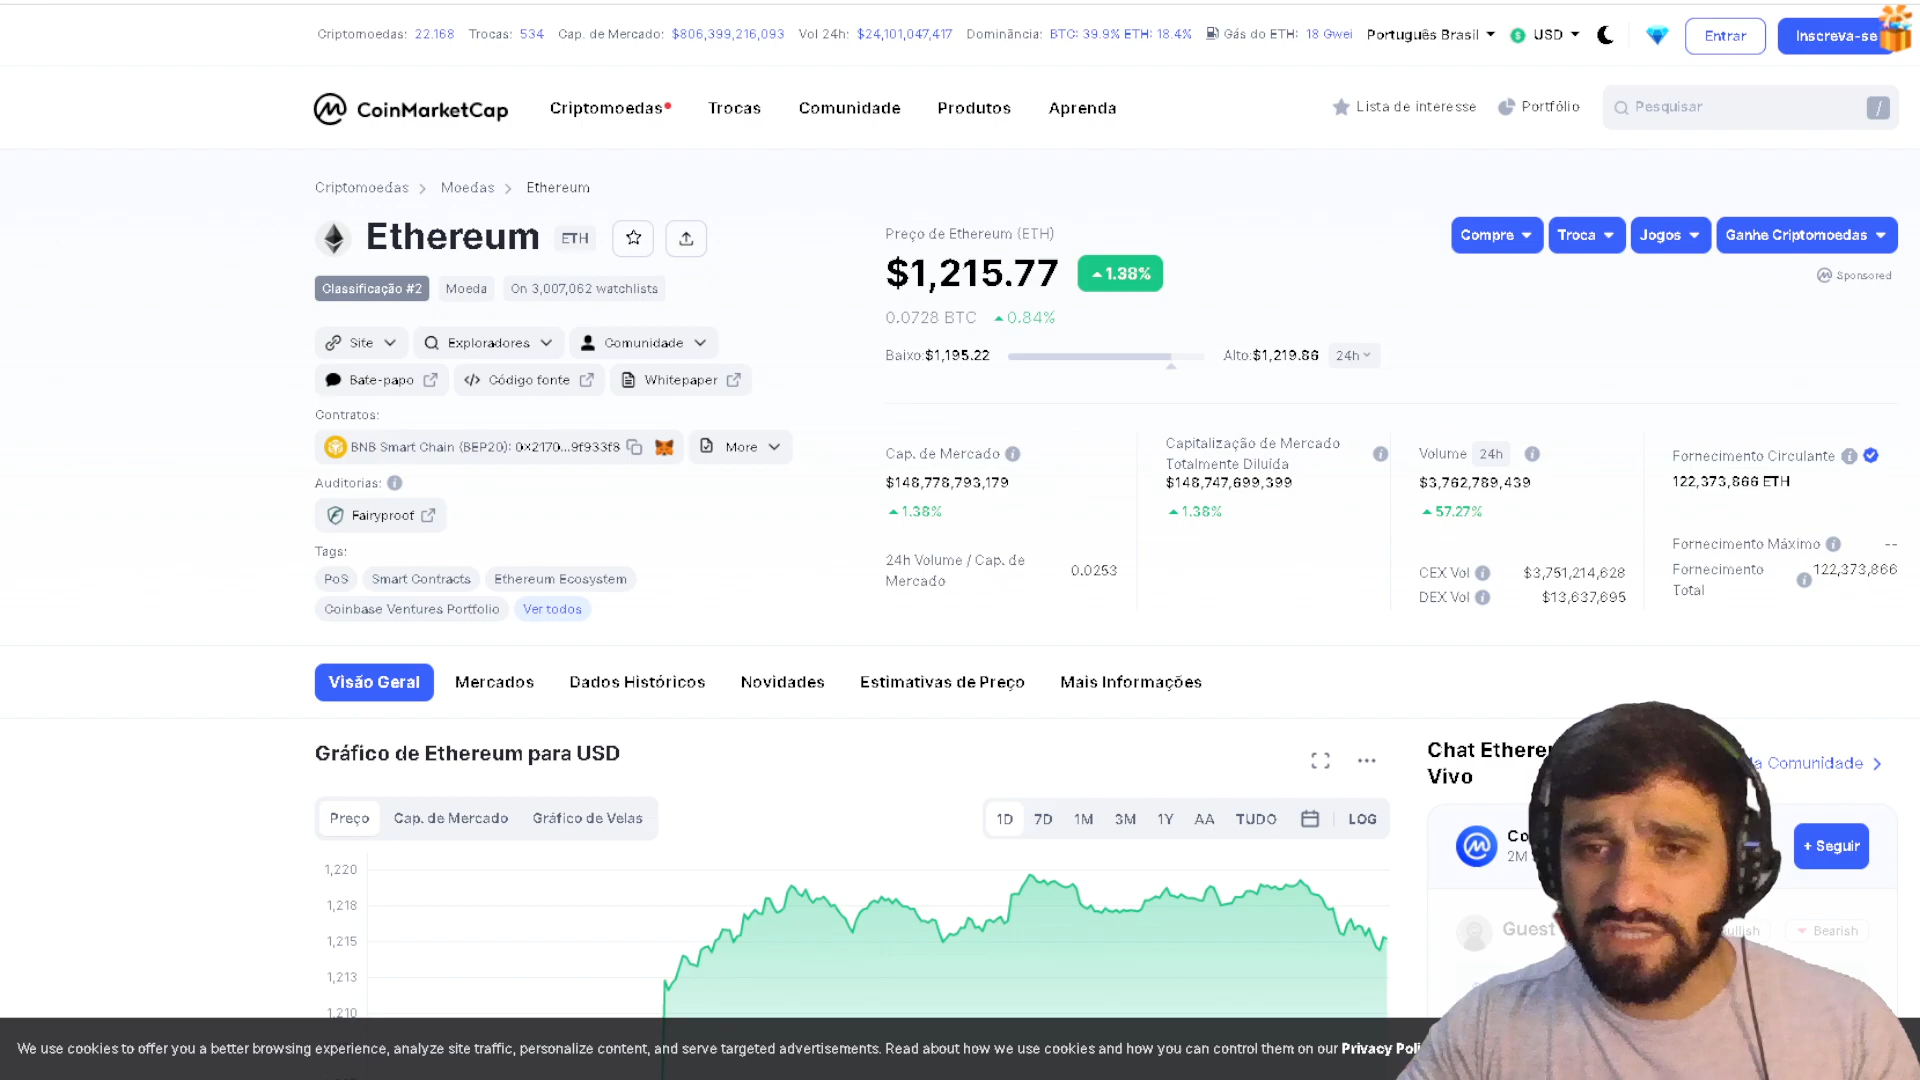 Criptomoedas: 22.168 Trocas: 534 Cap. de Mercado: $806,399,216,093 Vol 24h: $24,101,047,417 Dominância: BTC: 39.9% ETH: 18.4% Gás do ETH: 18 Gwei Português Brasil USD Entrar Inscreva-se
CoinMarketCap Criptomoedas Trocas Comunidade Produtos Aprenda Lista de interesse Portfólio Pesquisar /
Criptomoedas > Moedas > Ethereum
Ethereum ETH
Classificação #2 Moeda On 3,007,062 watchlists
Site Exploradores Comunidade
Bate-papo Código fonte Whitepaper
Contratos:
BNB Smart Chain (BEP20): 0x2170...9f933f8 More
Auditorias:
Fairyproof
Tags:
PoS Smart Contracts Ethereum Ecosystem
Coinbase Ventures Portfolio Ver todos
Preço de Ethereum (ETH)
$1,215.77 1.38%
0.0728 BTC 0.84%
Baixo:$1,195.22 Alto:$1,219.86 24h
Compre Troca Jogos Ganhe Criptomoedas
Sponsored
Cap. de Mercado
$148,778,793,179
1.38%
24h Volume / Cap. de
Mercado
0.0253
Capitalização de Mercado
Totalmente Diluída
$148,747,699,399
1.38%
Volume 24h
$3,762,789,439
57.27%
CEX Vol $3,751,214,628
DEX Vol $13,637,695
Fornecimento Circulante
122,373,866 ETH
Fornecimento Máximo --
Fornecimento
Total
122,373,866
Visão Geral Mercados Dados Históricos Novidades Estimativas de Preço Mais Informações
Gráfico de Ethereum para USD
Preço Cap. de Mercado Gráfico de Velas 1D 7D 1M 3M 1Y AA TUDO LOG
1,220
1,218
1,215
1,213
1,210
Chat Ethere
Vivo
Comunidade
Co
2M
+ Seguir
Guest
Bearish
We use cookies to offer you a better browsing experience, analyze site traffic, personalize content, and serve targeted advertisements. Read about how we use cookies and how you can control them on our Privacy Poli